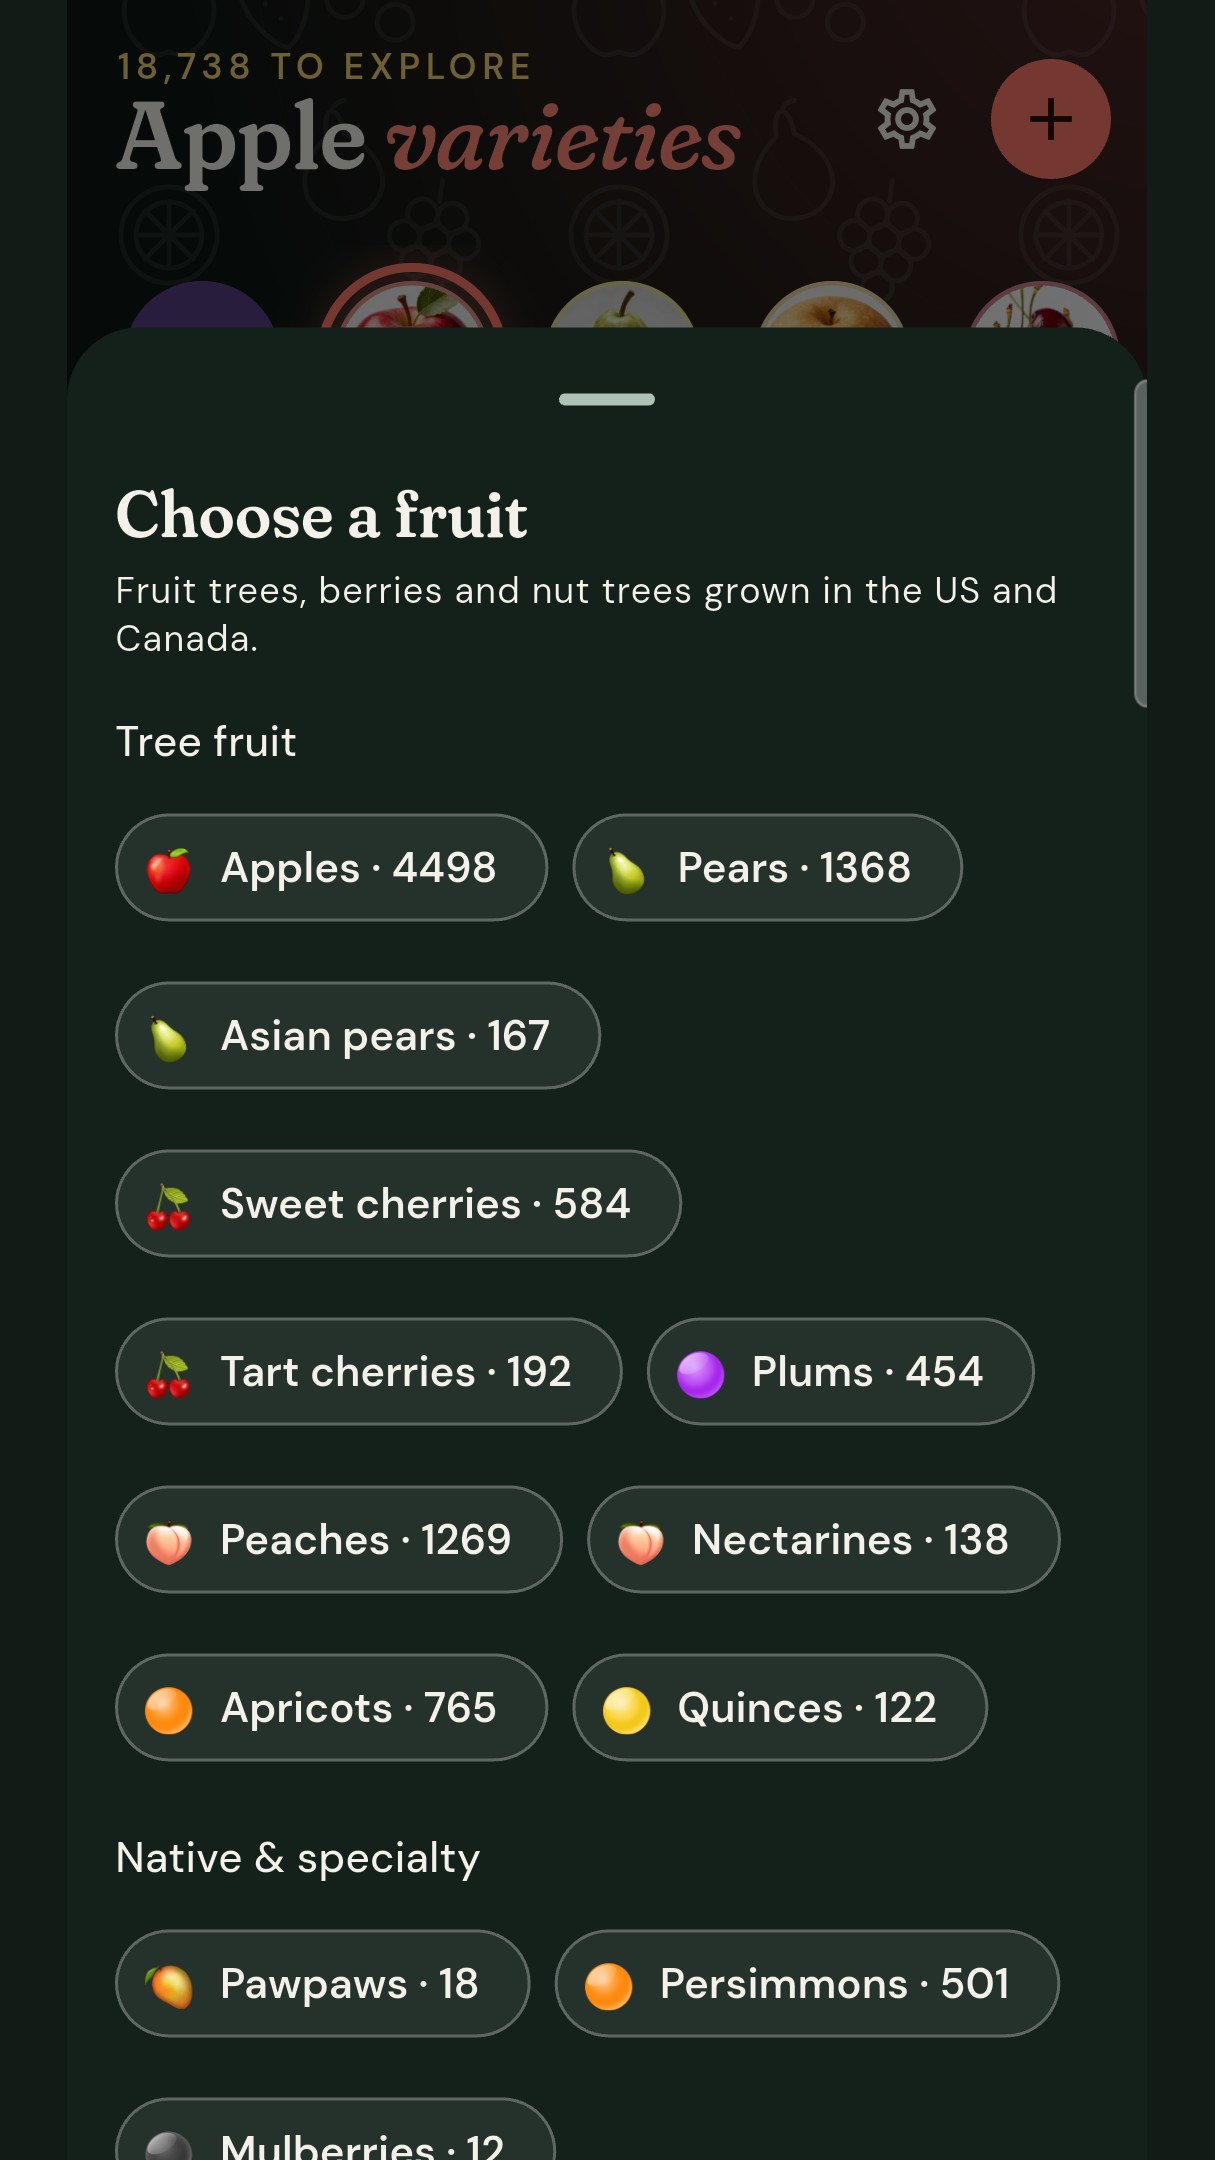 18,738 TO EXPLORE
Apple varieties
Choose a fruit
Fruit trees, berries and nut trees grown in the US and
Canada.
Tree fruit
Apples · 4498
Pears · 1368
Asian pears · 167
Sweet cherries · 584
Tart cherries · 192
Plums · 454
Peaches · 1269
Nectarines · 138
Apricots · 765
Quinces · 122
Native & specialty
Pawpaws · 18
Persimmons · 501
Mulberries · 12